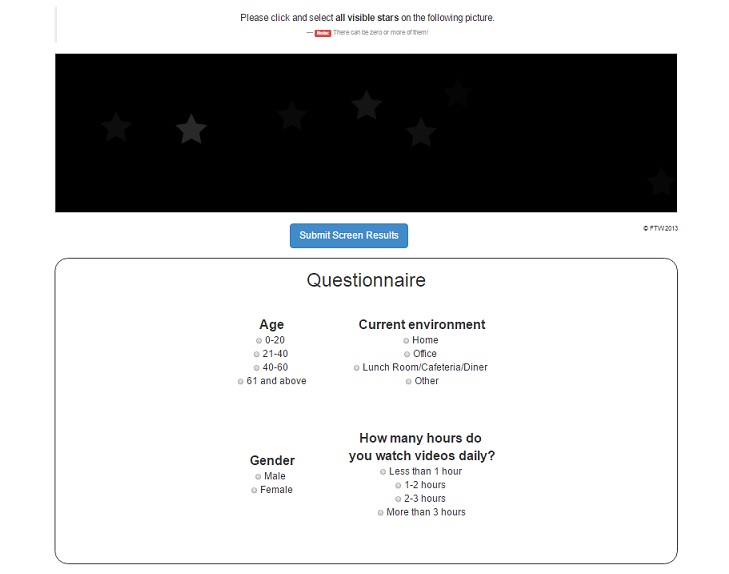 Please click and select all visible stars on the following picture.
— Note: There can be zero or more of them!
Submit Screen Results
© FTW 2013
Questionnaire
Age
0-20
21-40
40-60
61 and above
Current environment
Home
Office
Lunch Room/Cafeteria/Diner
Other
Gender
Male
Female
How many hours do
you watch videos daily?
Less than 1 hour
1-2 hours
2-3 hours
More than 3 hours